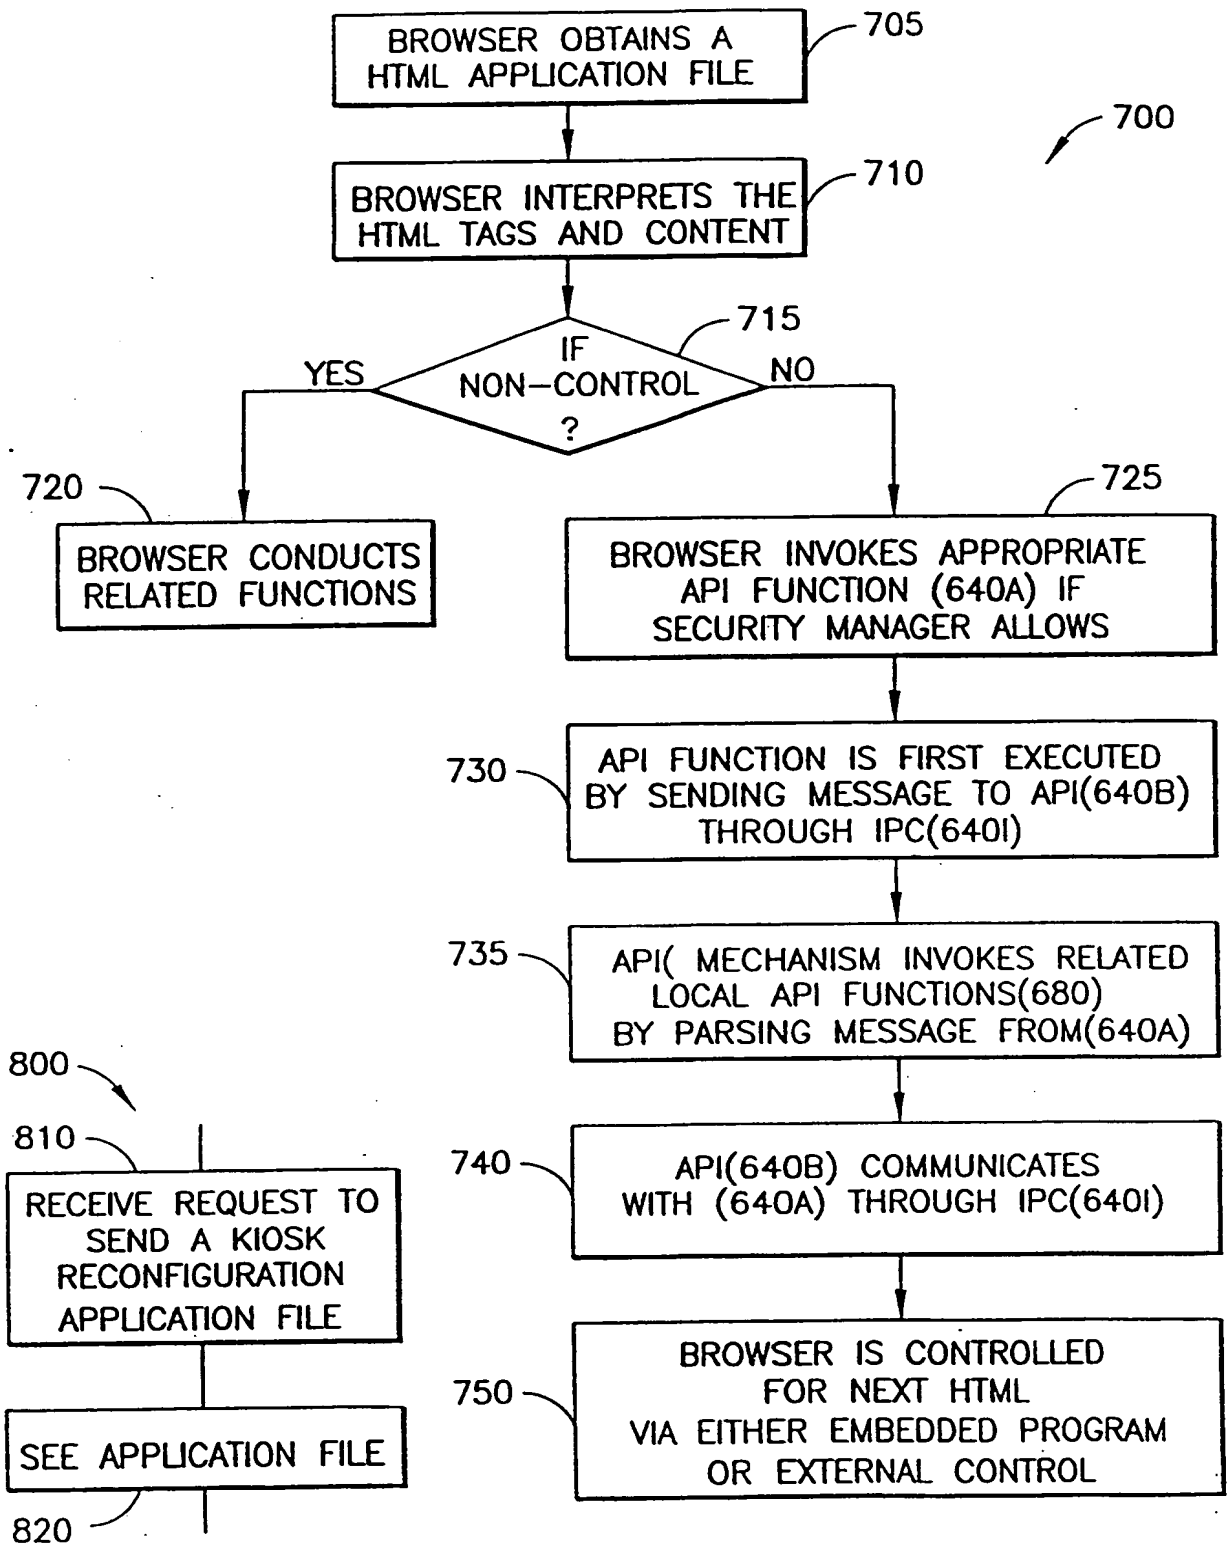 BROWSER OBTAINS A
HTML APPLICATION FILE
705
700
BROWSER INTERPRETS THE
HTML TAGS AND CONTENT
710
IF
NON-CONTROL
?
715
YES
NO
720
BROWSER CONDUCTS
RELATED FUNCTIONS
725
BROWSER INVOKES APPROPRIATE
API FUNCTION (640A) IF
SECURITY MANAGER ALLOWS
730
API FUNCTION IS FIRST EXECUTED
BY SENDING MESSAGE TO API(640B)
THROUGH IPC(640I)
735
API( MECHANISM INVOKES RELATED
LOCAL API FUNCTIONS(680)
BY PARSING MESSAGE FROM(640A)
740
API(640B) COMMUNICATES
WITH (640A) THROUGH IPC(640I)
750
BROWSER IS CONTROLLED
FOR NEXT HTML
VIA EITHER EMBEDDED PROGRAM
OR EXTERNAL CONTROL
800
810
RECEIVE REQUEST TO
SEND A KIOSK
RECONFIGURATION
APPLICATION FILE
SEE APPLICATION FILE
820